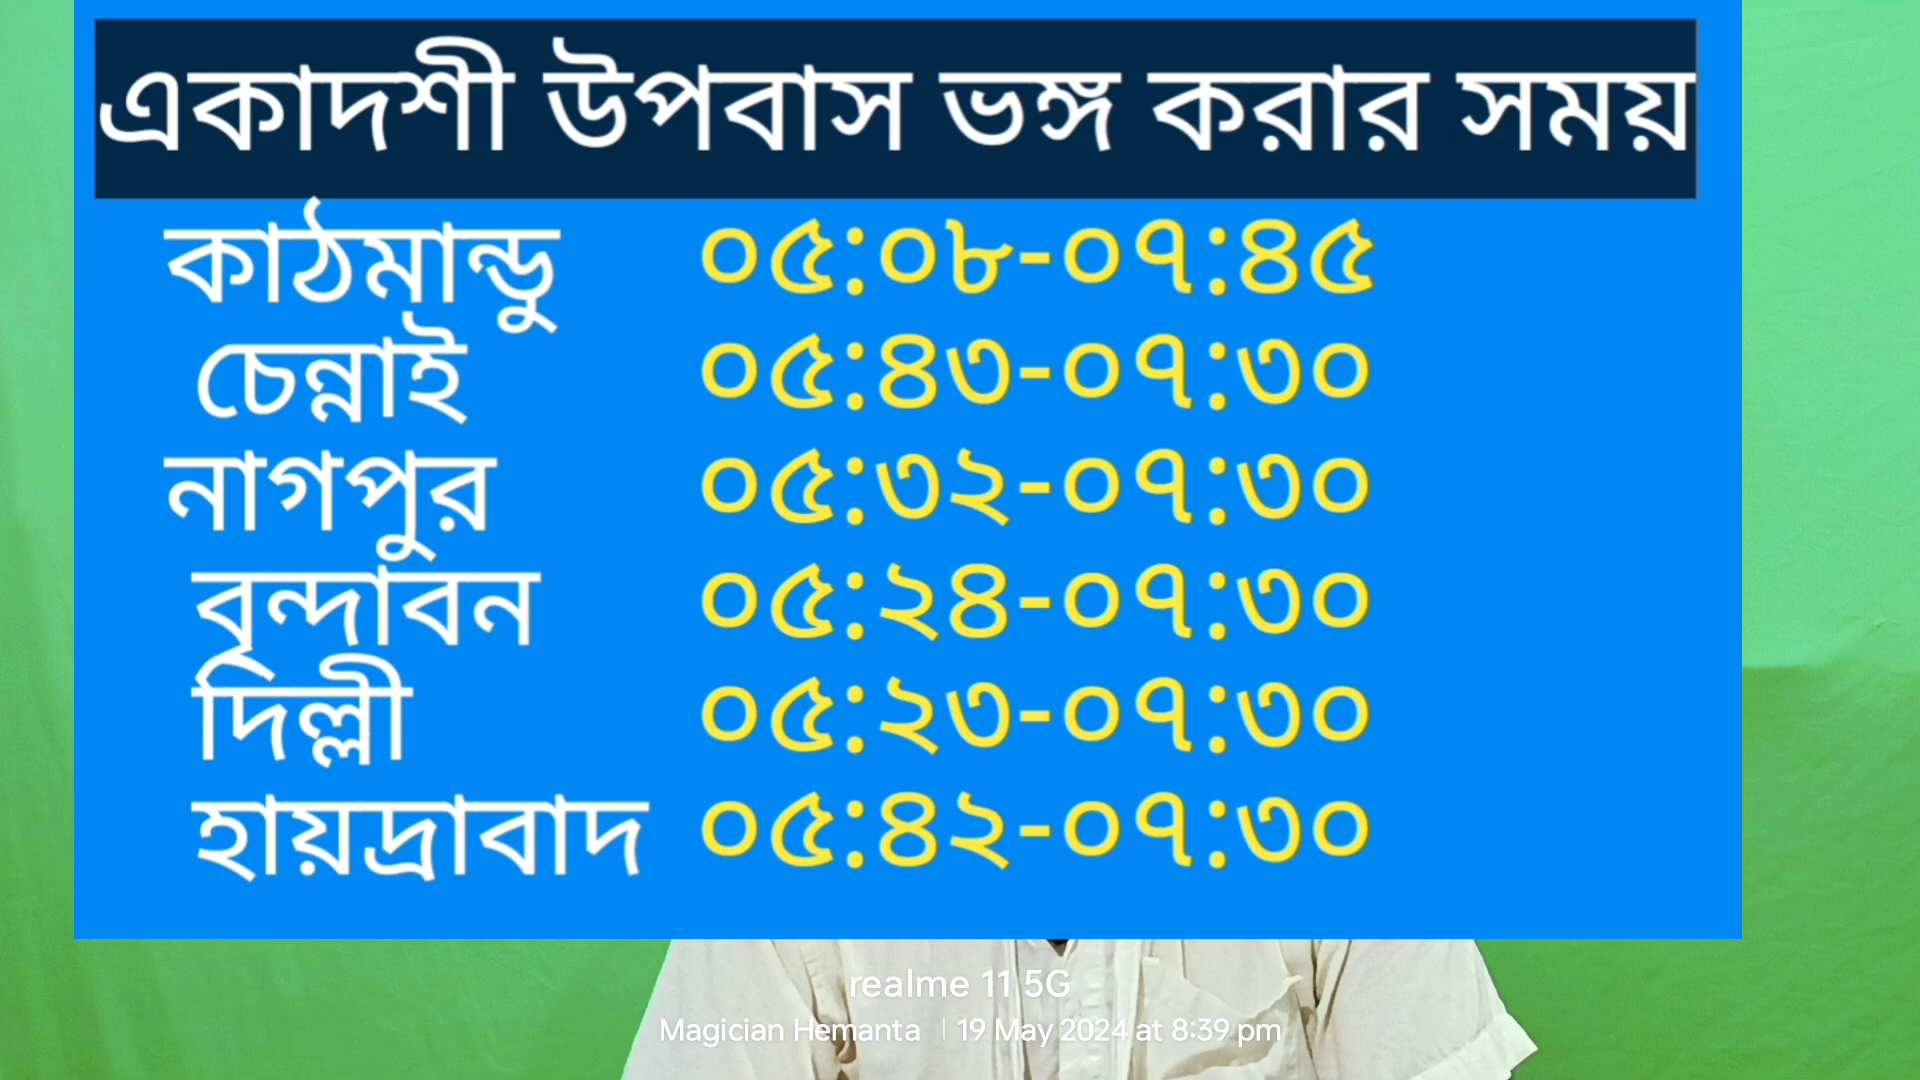 একাদশী উপবাস ভঙ্গ করার সময়
কাঠমান্ডু ০৫:০৮-০৭:৪৫
চেন্নাই ০৫:৪৩-০৭:৩০
নাগপুর ০৫:৩২-০৭:৩০
বৃন্দাবন ০৫:২৪-০৭:৩০
দিল্লী ০৫:২৩-০৭:৩০
হায়দ্রাবাদ ০৫:৪২-০৭:৩০
realme 11 5G
Magician Hemanta | 19 May 2024 at 8:39 pm